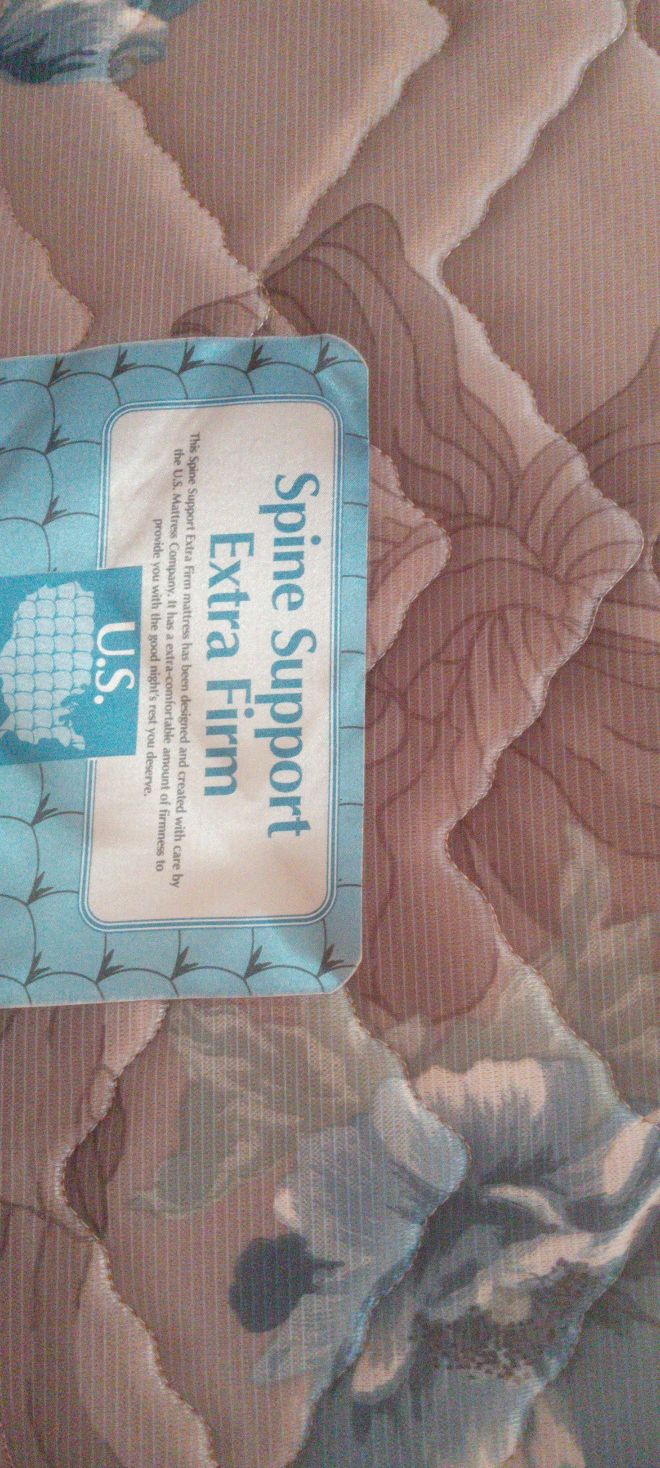 Spine Support
Extra Firm
This Spine Support Extra Firm mattress has been designed and created with care by
the U.S. Mattress Company. It has a extra-comfortable amount of firmness to
provide you with the good night's rest you deserve.
U.S.